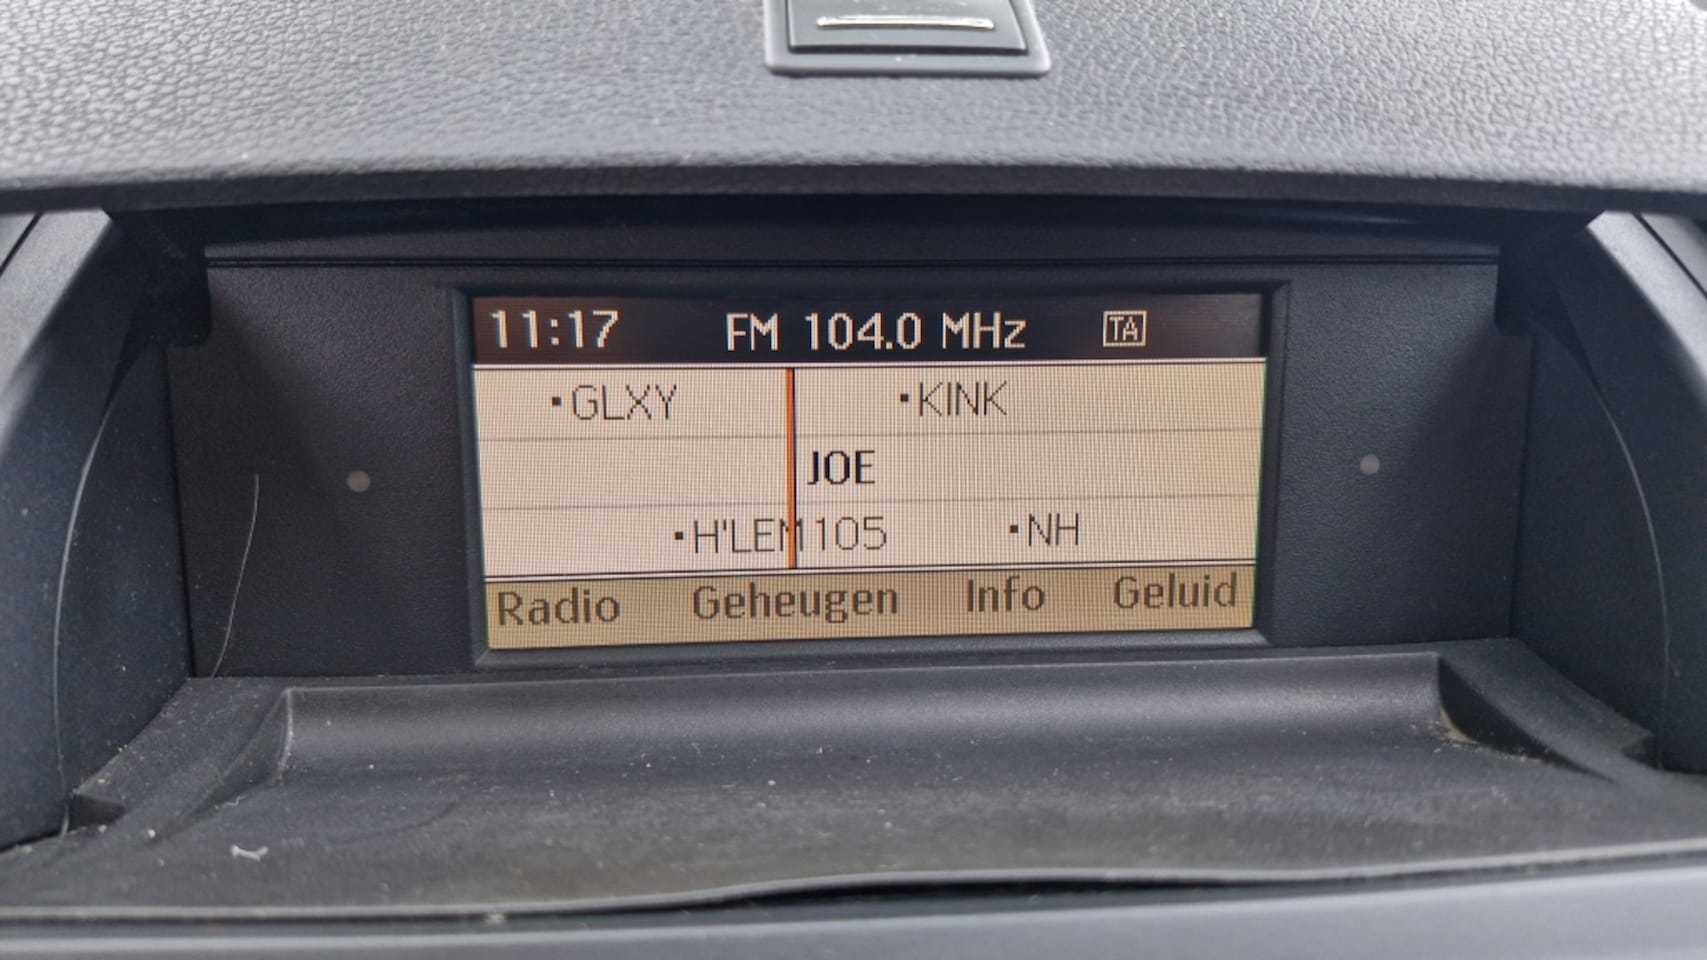 11:17 FM 104.0 MHz TA
▪GLXY ▪KINK
JOE
▪H'LEM105 ▪NH
Radio Geheugen Info Geluid